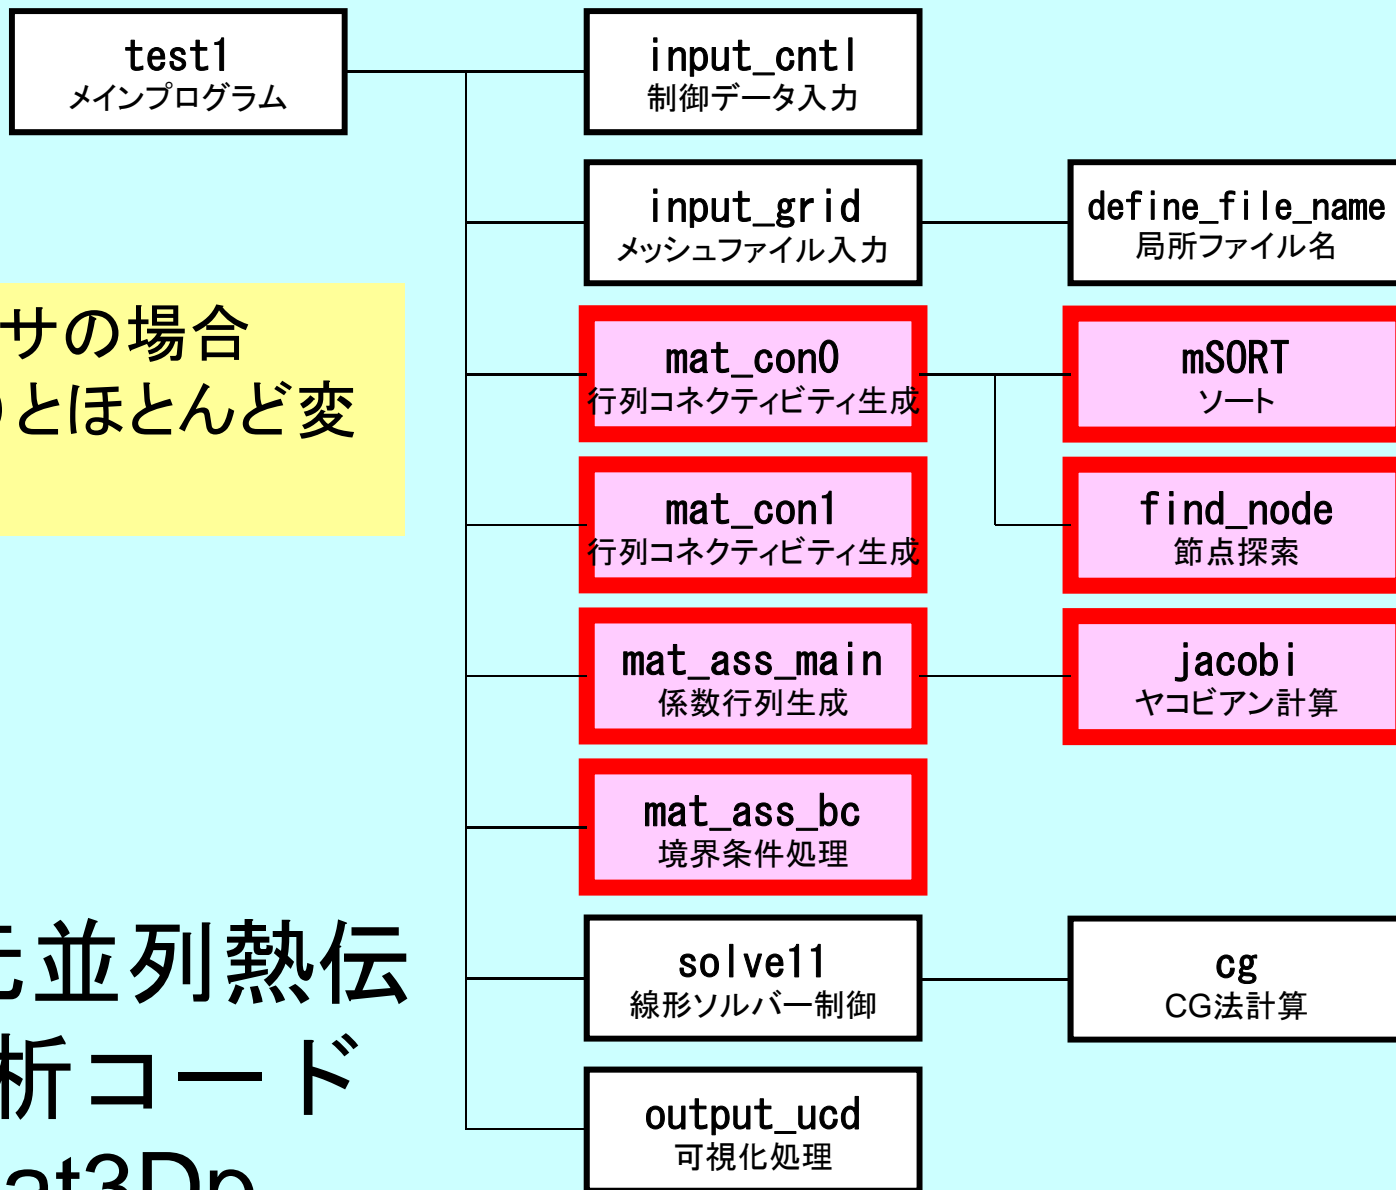 test1
メインプログラム
input_cntl
制御データ入力
input_grid
メッシュファイル入力
define_file_name
局所ファイル名
サの場合
のとほとんど変
mat_con0
行列コネクティビティ生成
mSORT
ソート
mat_con1
行列コネクティビティ生成
find_node
節点探索
mat_ass_main
係数行列生成
jacobi
ヤコビアン計算
mat_ass_bc
境界条件処理
元並列熱伝
析コード
at3Dp
solve11
線形ソルバー制御
cg
CG法計算
output_ucd
可視化処理